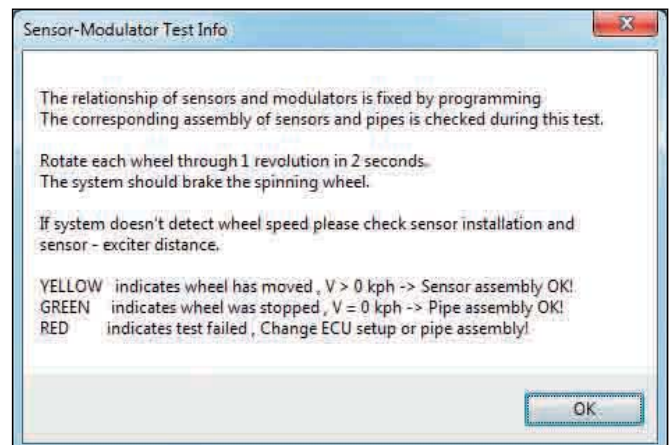 Sensor-Modulator Test Info
The relationship of sensors and modulators is fixed by programming
The corresponding assembly of sensors and pipes is checked during this test.
Rotate each wheel through 1 revolution in 2 seconds.
The system should brake the spinning wheel.
If system doesn't detect wheel speed please check sensor installation and
sensor - exciter distance.
YELLOW indicates wheel has moved , V > 0 kph -> Sensor assembly OK!
GREEN indicates wheel was stopped , V = 0 kph -> Pipe assembly OK!
RED indicates test failed , Change ECU setup or pipe assembly!
OK